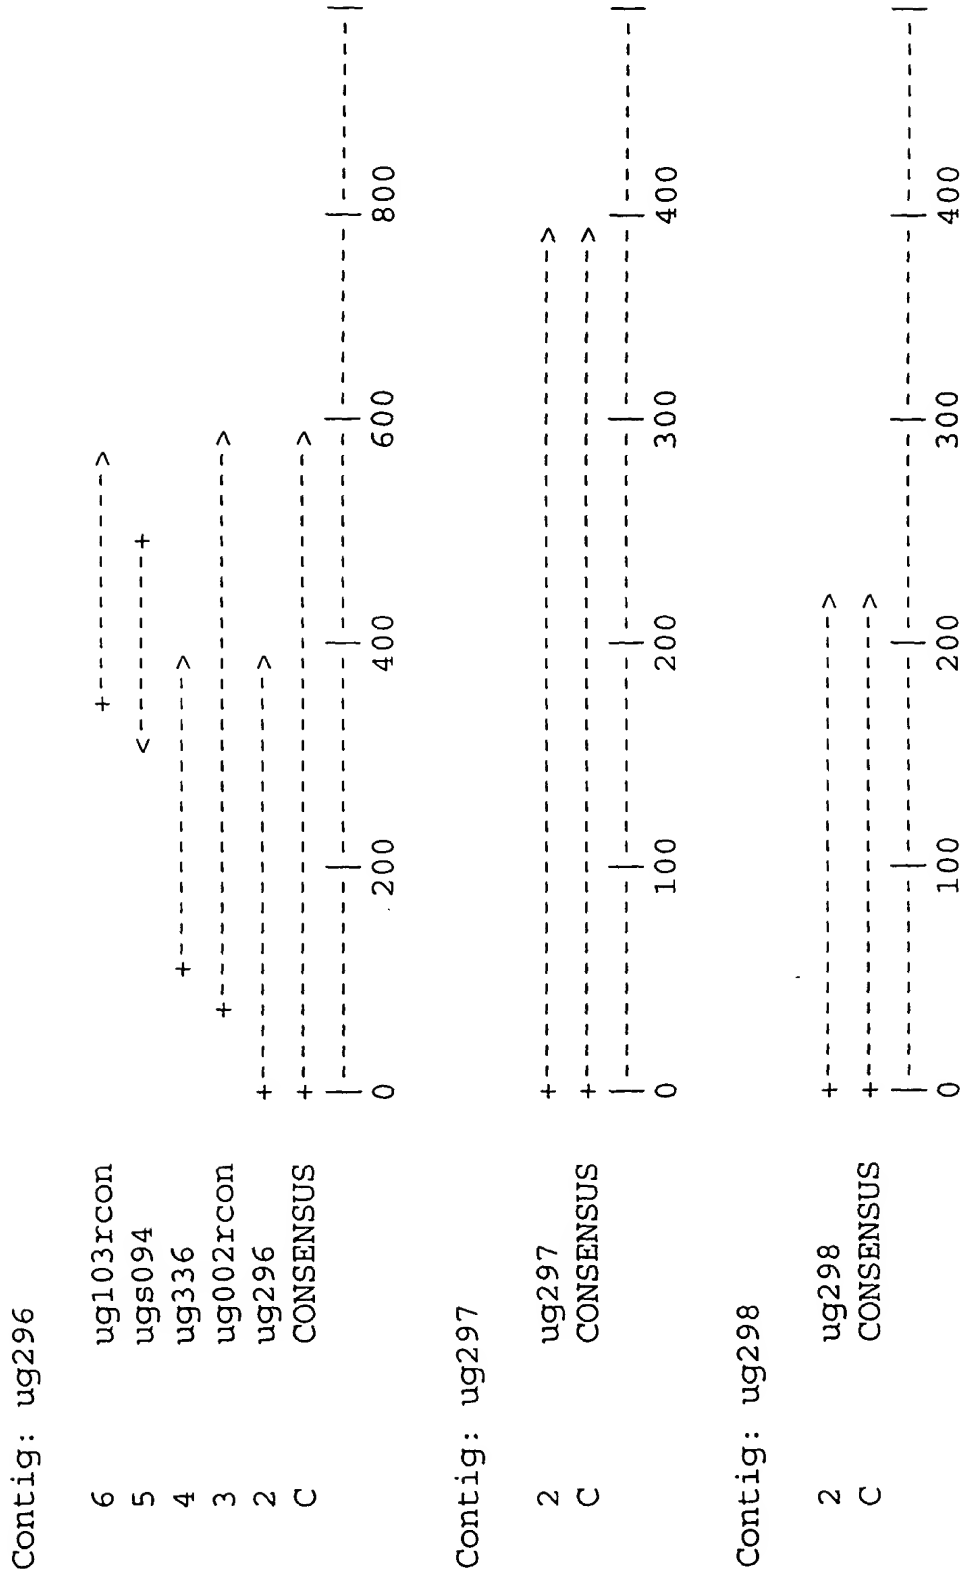 Contig: ug296
6 ug103rcon +------------>
5 ugs094 <---------+
4 ug336 +-------------->
3 ug002rcon +--------------------------->
2 ug296 +-------------------->
C CONSENSUS +------------------------------->
|----------|----------|----------|----------|----------|
0 200 400 600 800
Contig: ug297
2 ug297 +----------------------------------------->
C CONSENSUS +----------------------------------------->
|----------|----------|----------|----------|----------|
0 100 200 300 400
Contig: ug298
2 ug298 +----------------------->
C CONSENSUS +----------------------->
|----------|----------|----------|----------|----------|
0 100 200 300 400